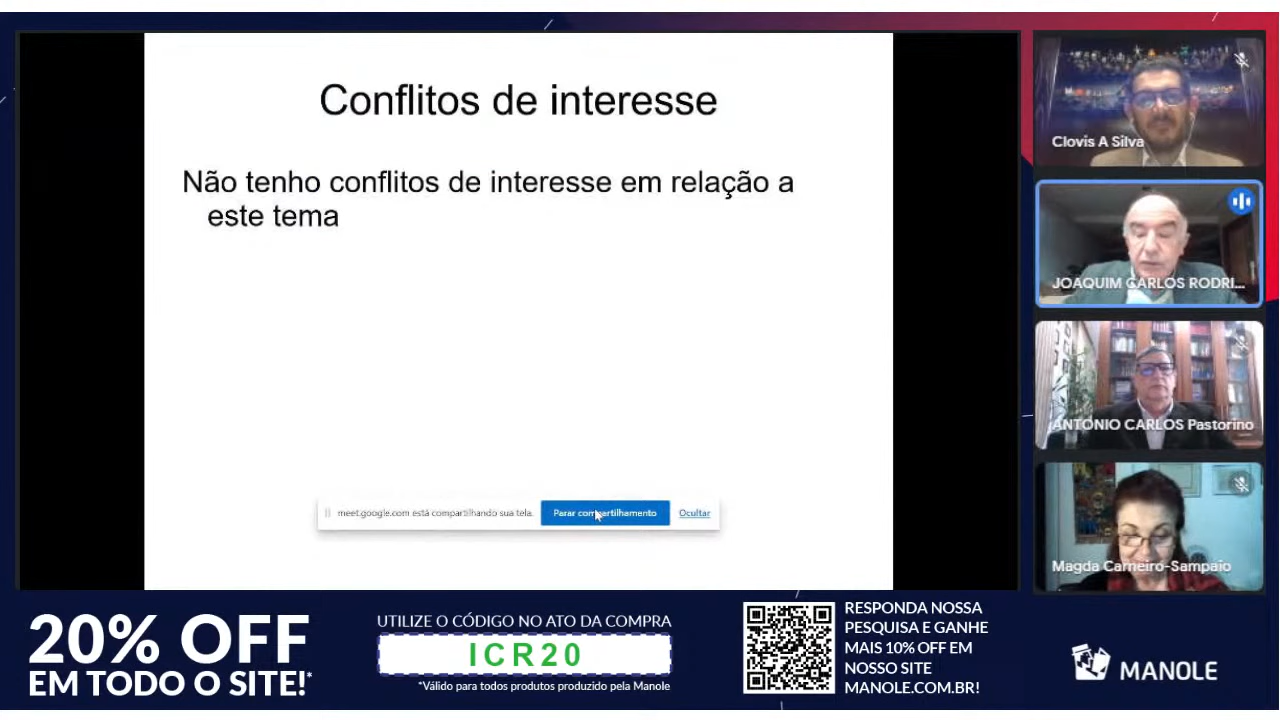 Conflitos de interesse
Não tenho conflitos de interesse em relação a
este tema
meet.google.com está compartilhando sua tela.
Parar compartilhamento
Ocultar
Clovis A Silva
JOAQUIM CARLOS RODRI...
ANTONIO CARLOS Pastorino
Magda Carneiro-Sampaio
20% OFF
EM TODO O SITE!*
UTILIZE O CÓDIGO NO ATO DA COMPRA
ICR20
*Válido para todos produtos produzido pela Manole
RESPONDA NOSSA
PESQUISA E GANHE
MAIS 10% OFF EM
NOSSO SITE
MANOLE.COM.BR!
MANOLE